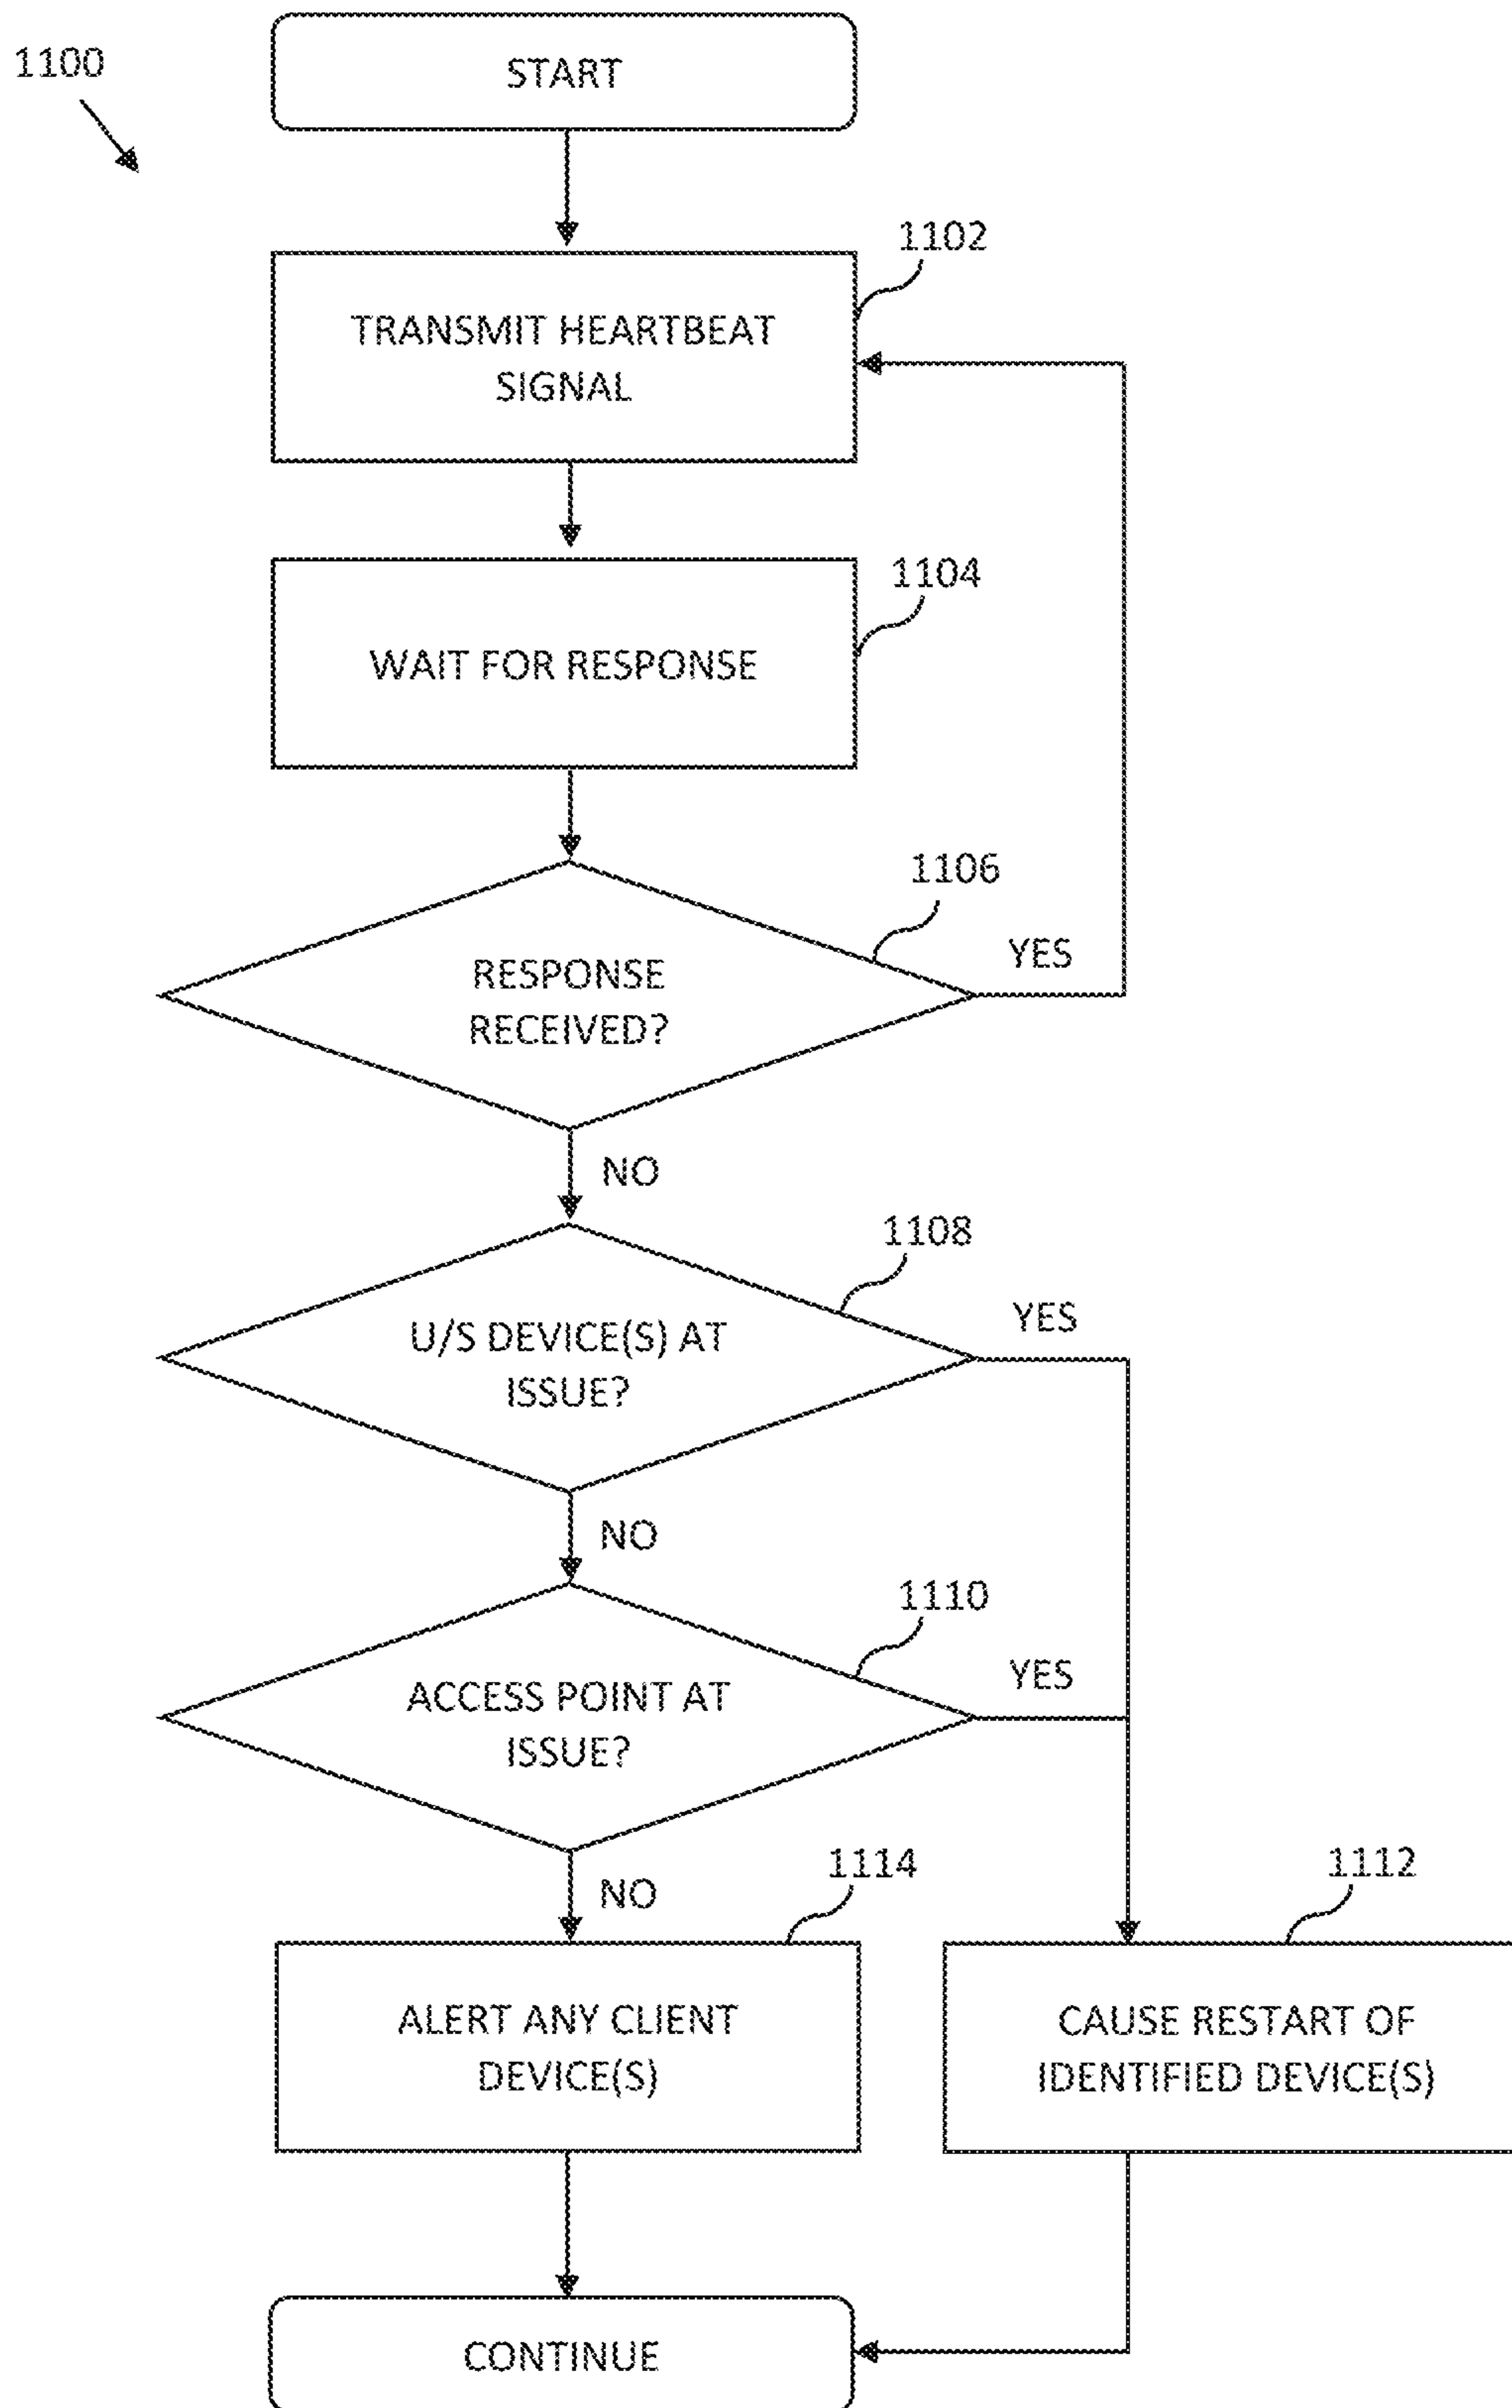 1100
START
1102
TRANSMIT HEARTBEAT
SIGNAL
1104
WAIT FOR RESPONSE
1106
YES
RESPONSE
RECEIVED?
NO
1108
YES
U/S DEVICE(S) AT
ISSUE?
NO
1110
YES
ACCESS POINT AT
ISSUE?
NO
1114
1112
ALERT ANY CLIENT
DEVICE(S)
CAUSE RESTART OF
IDENTIFIED DEVICE(S)
CONTINUE